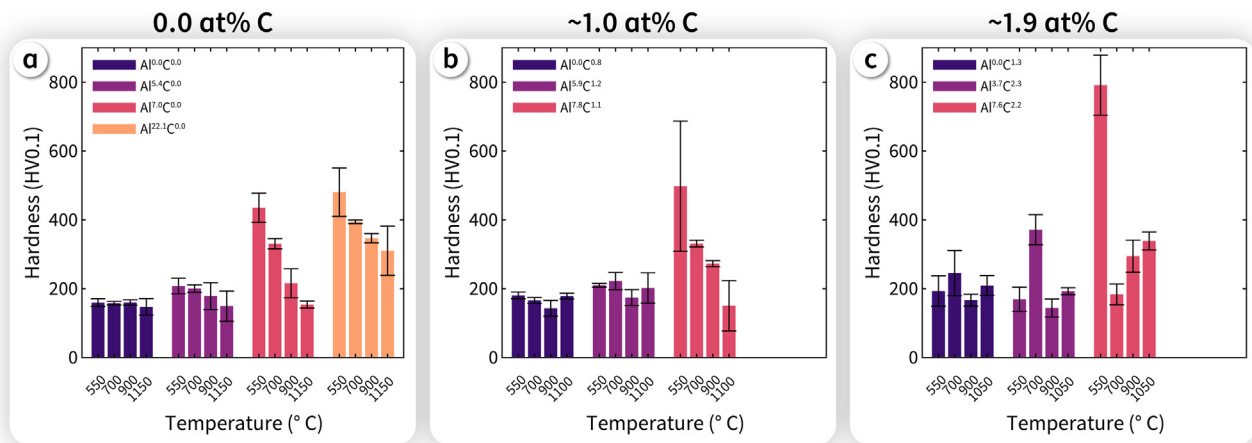 0.0 at% C
~1.0 at% C
~1.9 at% C
a
Al0.0C0.0
Al5.4C0.0
Al7.0C0.0
Al22.1C0.0
Hardness (HV0.1)
800
600
400
200
0
550 700 900 1150 550 700 900 1150 550 700 900 1150 550 700 900 1150
Temperature (° C)
b
Al0.0C0.8
Al5.9C1.2
Al7.8C1.1
Hardness (HV0.1)
800
600
400
200
0
550 700 900 1100 550 700 900 1100 550 700 900 1100
Temperature (° C)
c
Al0.0C1.3
Al3.7C2.3
Al7.6C2.2
Hardness (HV0.1)
800
600
400
200
0
550 700 900 1050 550 700 900 1050 550 700 900 1050
Temperature (° C)